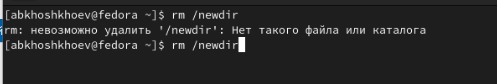 [abkhoshkhoev@fedora ~]$ rm /newdir
rm: невозможно удалить '/newdir': Нет такого файла или каталога
[abkhoshkhoev@fedora ~]$ rm /newdir